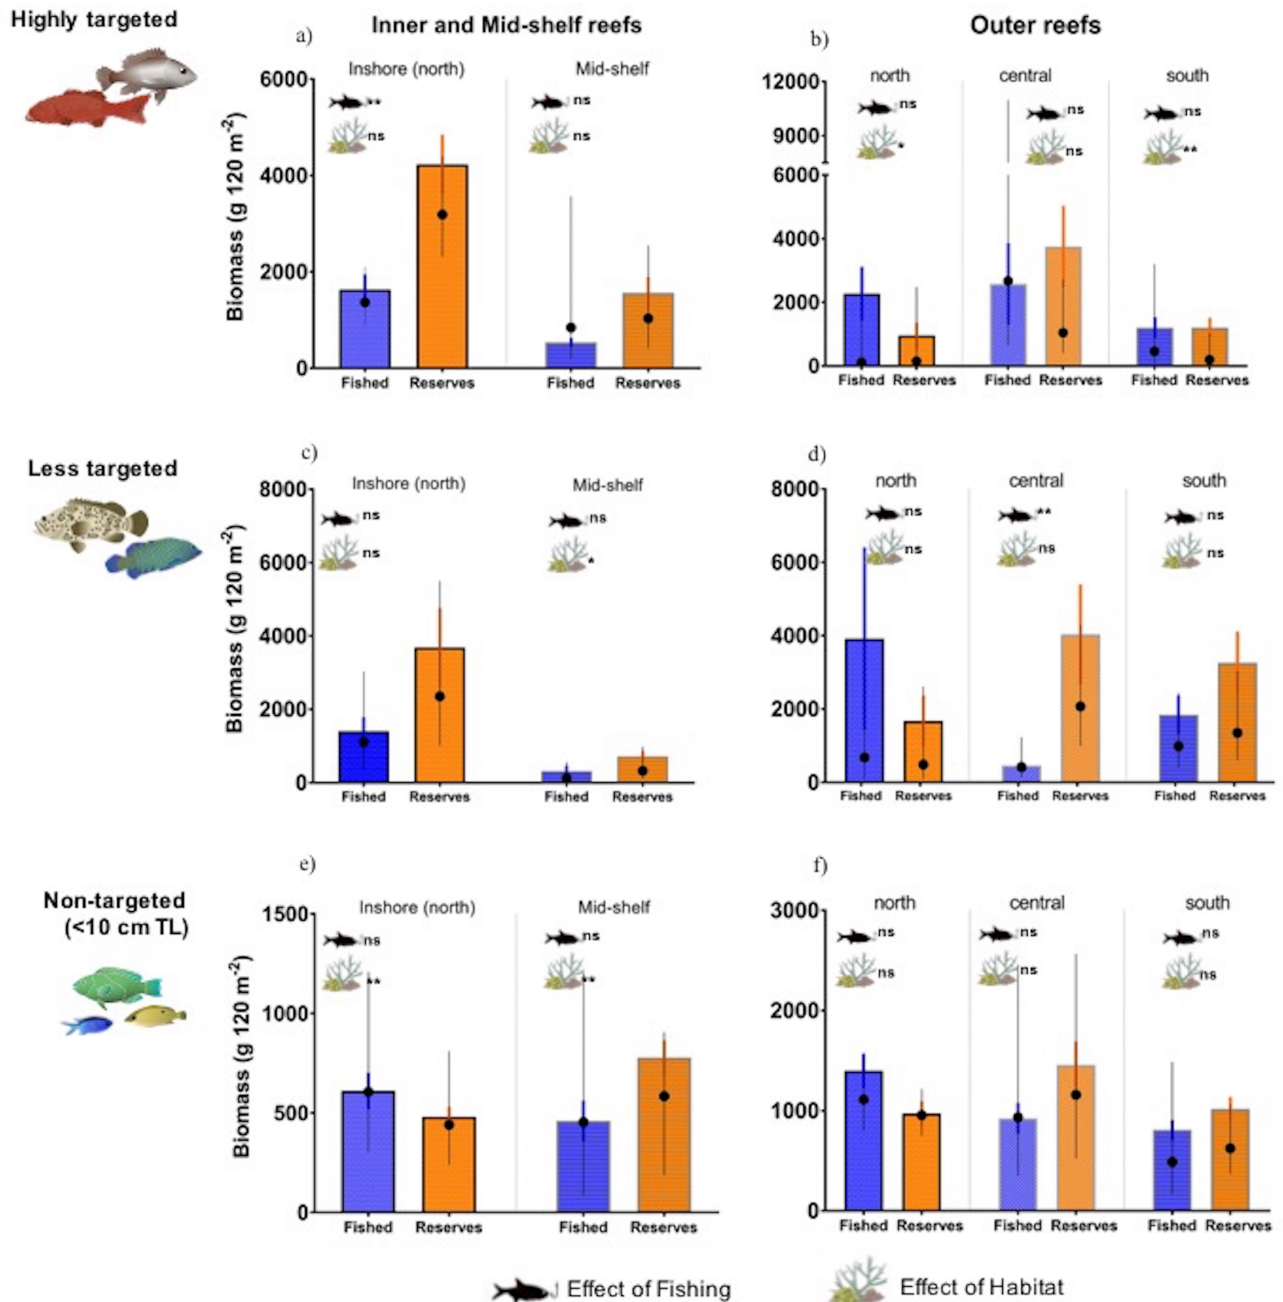 Highly targeted
Inner and Mid-shelf reefs
Outer reefs
a)
Inshore (north)
Mid-shelf
6000
4000
2000
0
Biomass (g 120 m-2)
**
ns
ns
ns
Fished
Reserves
Fished
Reserves
b)
north
central
south
12000
9000
6000
4000
2000
0
ns
*
ns
ns
ns
**
Fished
Reserves
Fished
Reserves
Fished
Reserves
Less targeted
c)
Inshore (north)
Mid-shelf
8000
6000
4000
2000
0
Biomass (g 120 m-2)
ns
ns
ns
*
Fished
Reserves
Fished
Reserves
d)
north
central
south
8000
6000
4000
2000
0
ns
ns
**
ns
ns
ns
Fished
Reserves
Fished
Reserves
Fished
Reserves
Non-targeted
(<10 cm TL)
e)
Inshore (north)
Mid-shelf
1500
1000
500
0
Biomass (g 120 m-2)
ns
**
ns
**
Fished
Reserves
Fished
Reserves
f)
north
central
south
3000
2000
1000
0
ns
ns
ns
ns
ns
ns
Fished
Reserves
Fished
Reserves
Fished
Reserves
Effect of Fishing
Effect of Habitat